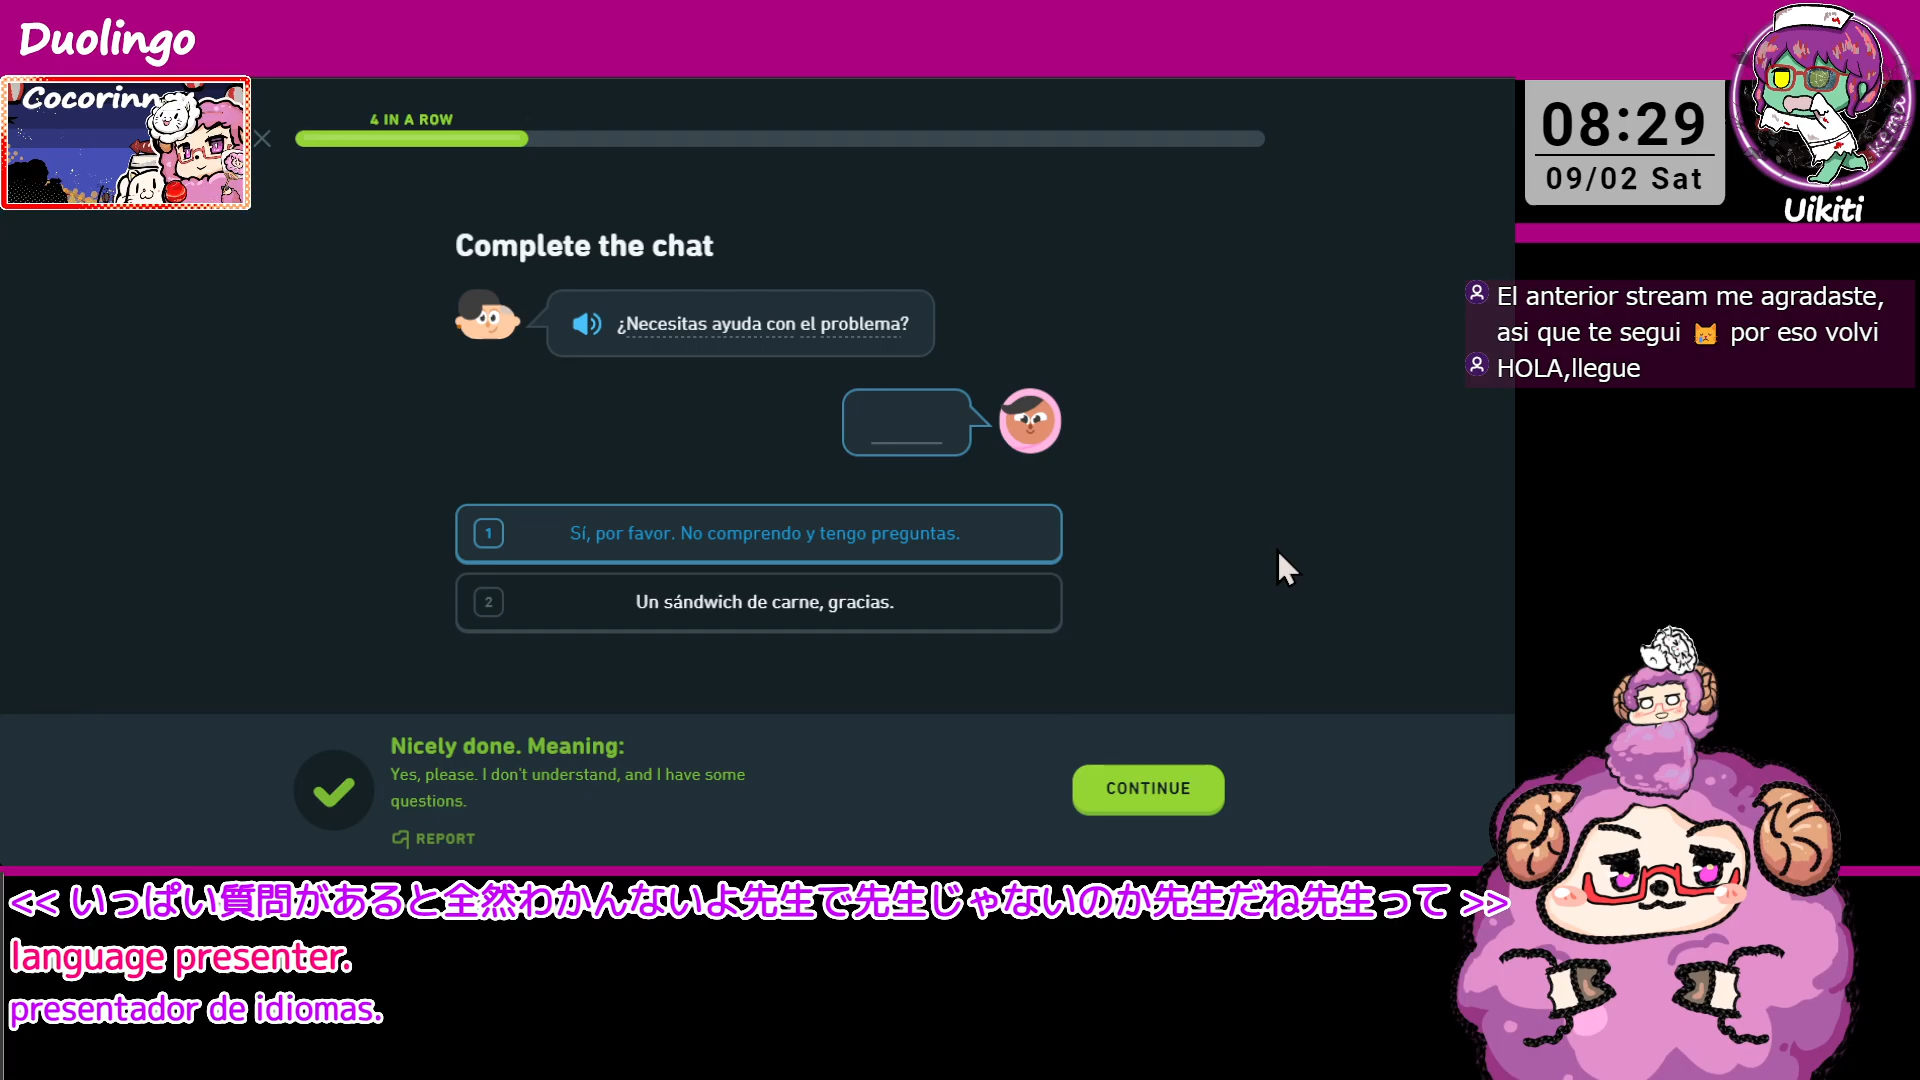 Duolingo
Cocorinn
4 IN A ROW
08:29
09/02 Sat
Uikiti
Complete the chat
¿Necesitas ayuda con el problema?
El anterior stream me agradaste,
asi que te segui 😿 por eso volvi
HOLA,llegue
1 Sí, por favor. No comprendo y tengo preguntas.
2 Un sándwich de carne, gracias.
Nicely done. Meaning:
Yes, please. I don't understand, and I have some
questions.
REPORT
CONTINUE
<< いっぱい質問があると全然わかんないよ先生で先生じゃないのか先生だね先生って >>
language presenter.
presentador de idiomas.